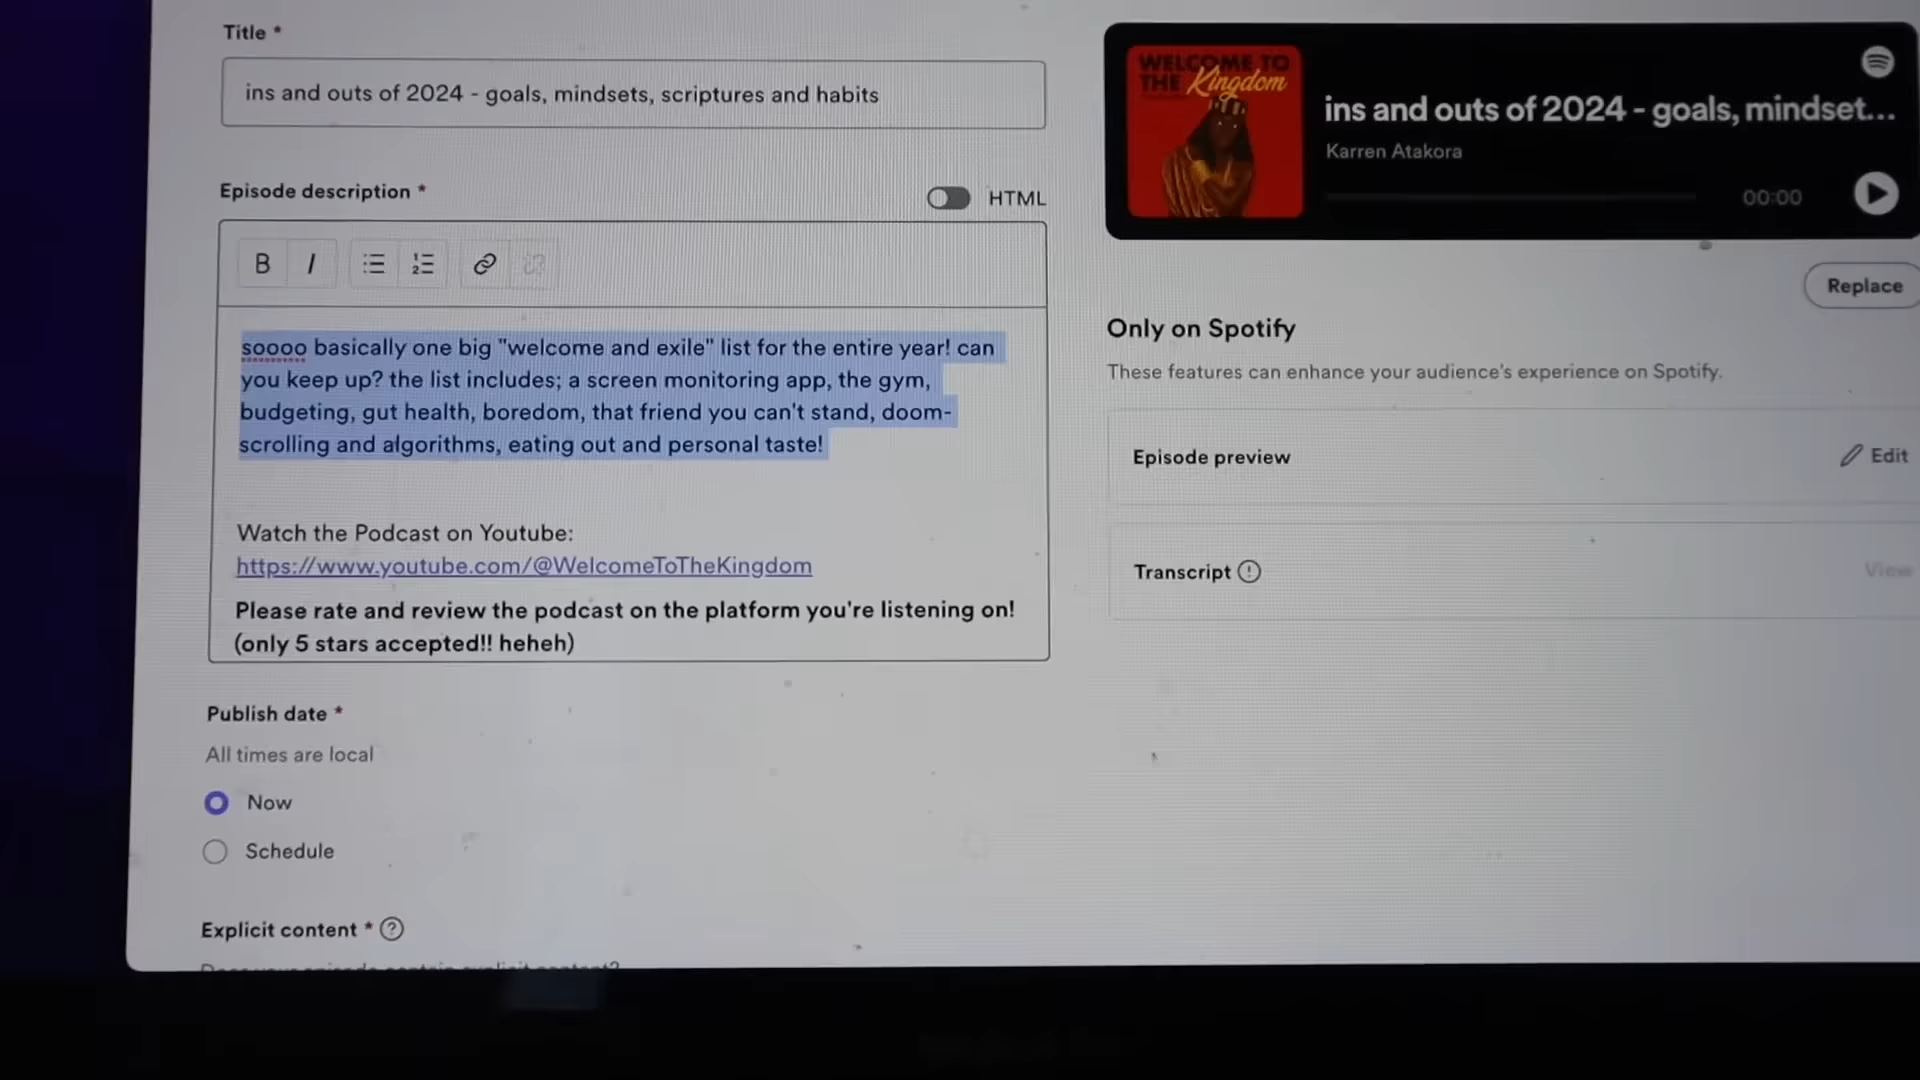 Title *
ins and outs of 2024 - goals, mindsets, scriptures and habits
Episode description *
HTML
B I
soooo basically one big "welcome and exile" list for the entire year! can
you keep up? the list includes; a screen monitoring app, the gym,
budgeting, gut health, boredom, that friend you can't stand, doom-
scrolling and algorithms, eating out and personal taste!
Watch the Podcast on Youtube:
https://www.youtube.com/@WelcomeToTheKingdom
Please rate and review the podcast on the platform you're listening on!
(only 5 stars accepted!! heheh)
Publish date *
All times are local
Now
Schedule
Explicit content *
WELCOME TO
THE Kingdom
ins and outs of 2024 - goals, mindset...
Karren Atakora
00:00
Replace
Only on Spotify
These features can enhance your audience's experience on Spotify.
Episode preview
Edit
Transcript
View